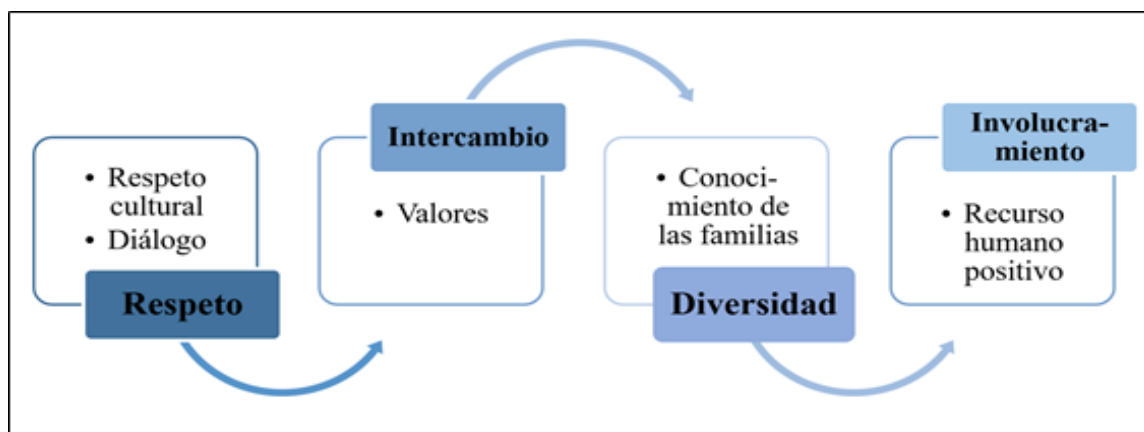 • Respeto
cultural
• Diálogo
Respeto
Intercambio
• Valores
• Conoci-
miento de
las familias
Diversidad
Involucra-
miento
• Recurso
humano
positivo